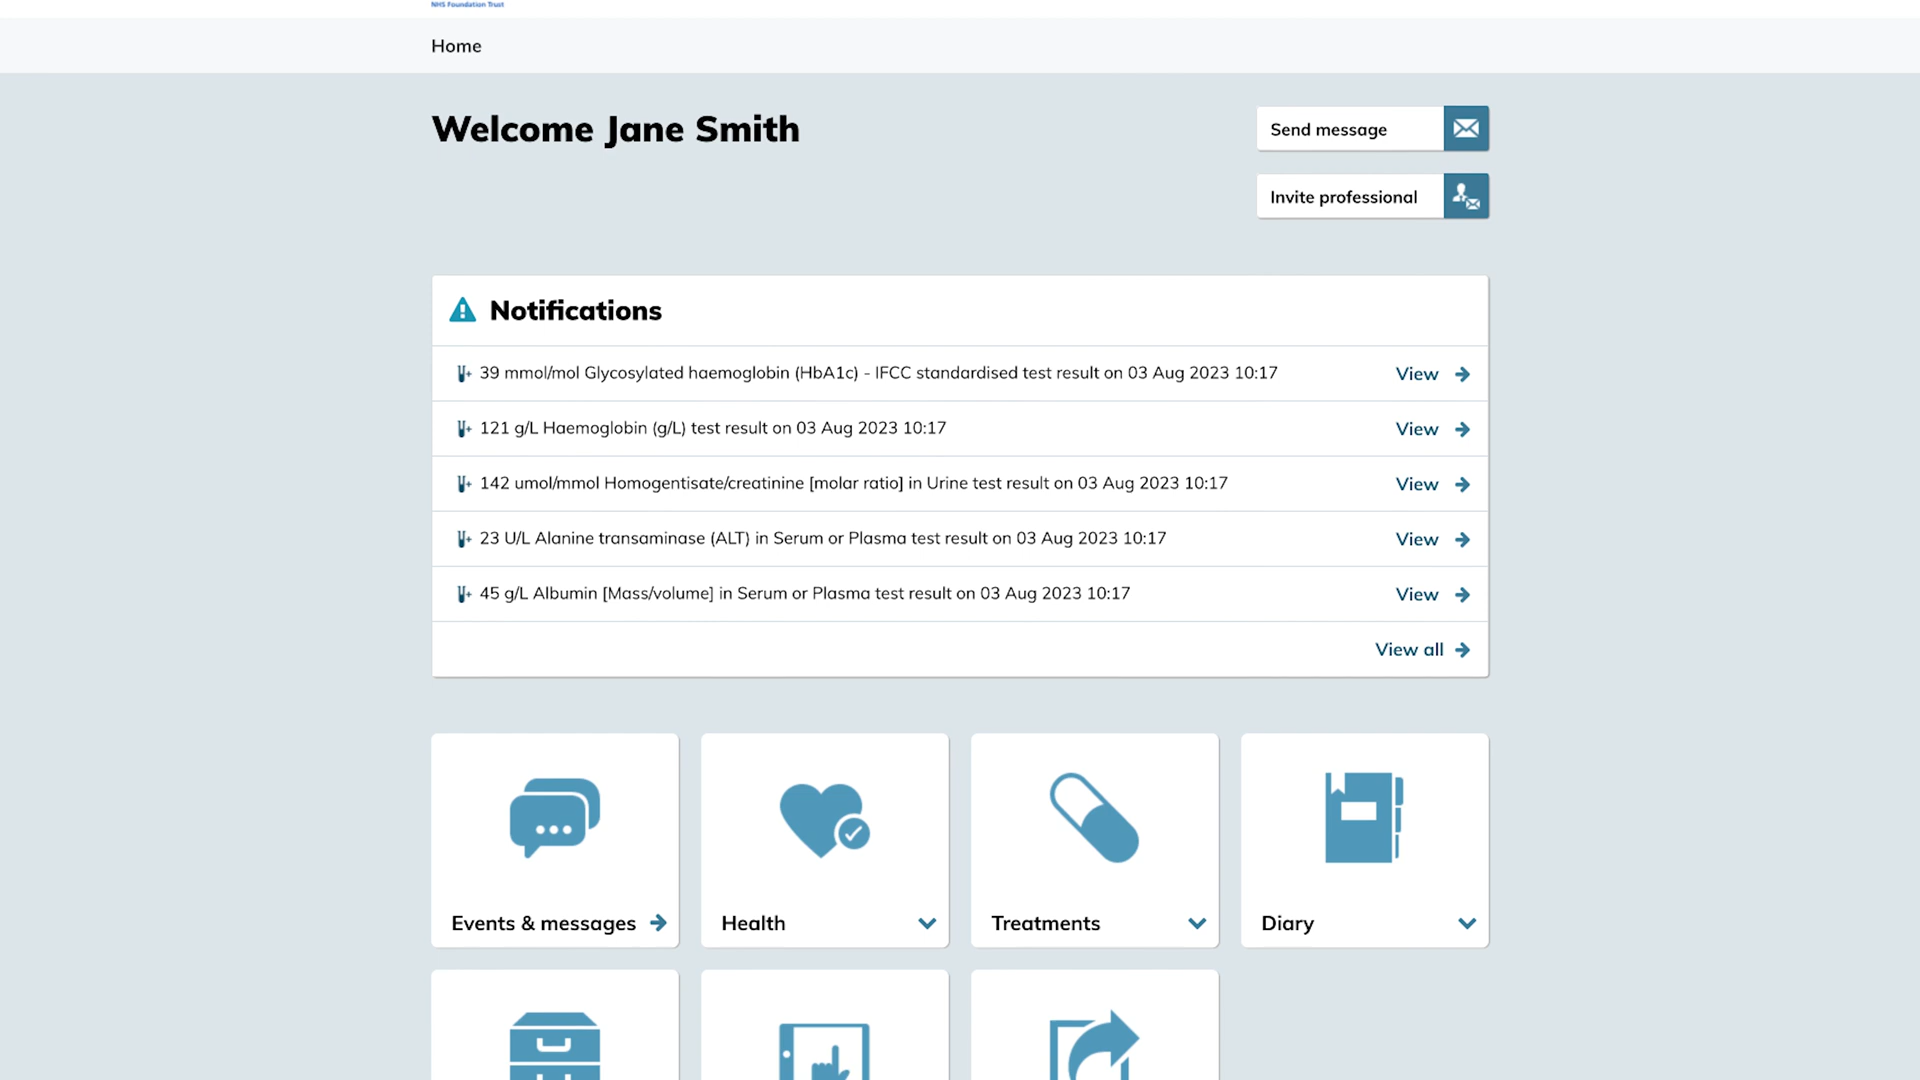 NHS Foundation Trust
Home
Welcome Jane Smith
Send message
Invite professional
Notifications
39 mmol/mol Glycosylated haemoglobin (HbA1c) - IFCC standardised test result on 03 Aug 2023 10:17 View
121 g/L Haemoglobin (g/L) test result on 03 Aug 2023 10:17 View
142 umol/mmol Homogentisate/creatinine [molar ratio] in Urine test result on 03 Aug 2023 10:17 View
23 U/L Alanine transaminase (ALT) in Serum or Plasma test result on 03 Aug 2023 10:17 View
45 g/L Albumin [Mass/volume] in Serum or Plasma test result on 03 Aug 2023 10:17 View
View all
Events & messages
Health
Treatments
Diary